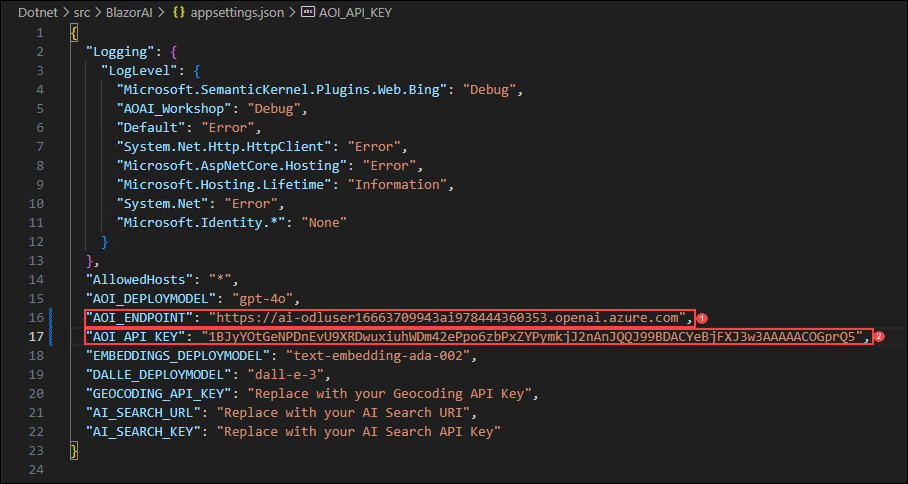 Dotnet > src > BlazorAI > {} appsettings.json > abc AOI_API_KEY
1 {
2 "Logging": {
3 "LogLevel": {
4 "Microsoft.SemanticKernel.Plugins.Web.Bing": "Debug",
5 "AOAI_Workshop": "Debug",
6 "Default": "Error",
7 "System.Net.Http.HttpClient": "Error",
8 "Microsoft.AspNetCore.Hosting": "Error",
9 "Microsoft.Hosting.Lifetime": "Information",
10 "System.Net": "Error",
11 "Microsoft.Identity.*": "None"
12 }
13 },
14 "AllowedHosts": "*",
15 "AOI_DEPLOYMODEL": "gpt-4o",
16 "AOI_ENDPOINT": "https://ai-odluser16663709943ai978444360353.openai.azure.com", 1
17 "AOI_API_KEY": "1BJyYOtGeNPDnEvU9XRDwuxiuhWDm42ePpo6zbPxZYPymkjJ2nAnJQQJ99BDACYeBjFXJ3w3AAAAACOGprQ5", 2
18 "EMBEDDINGS_DEPLOYMODEL": "text-embedding-ada-002",
19 "DALLE_DEPLOYMODEL": "dall-e-3",
20 "GEOCODING_API_KEY": "Replace with your Geocoding API Key",
21 "AI_SEARCH_URL": "Replace with your AI Search URI",
22 "AI_SEARCH_KEY": "Replace with your AI Search API Key"
23 }
24